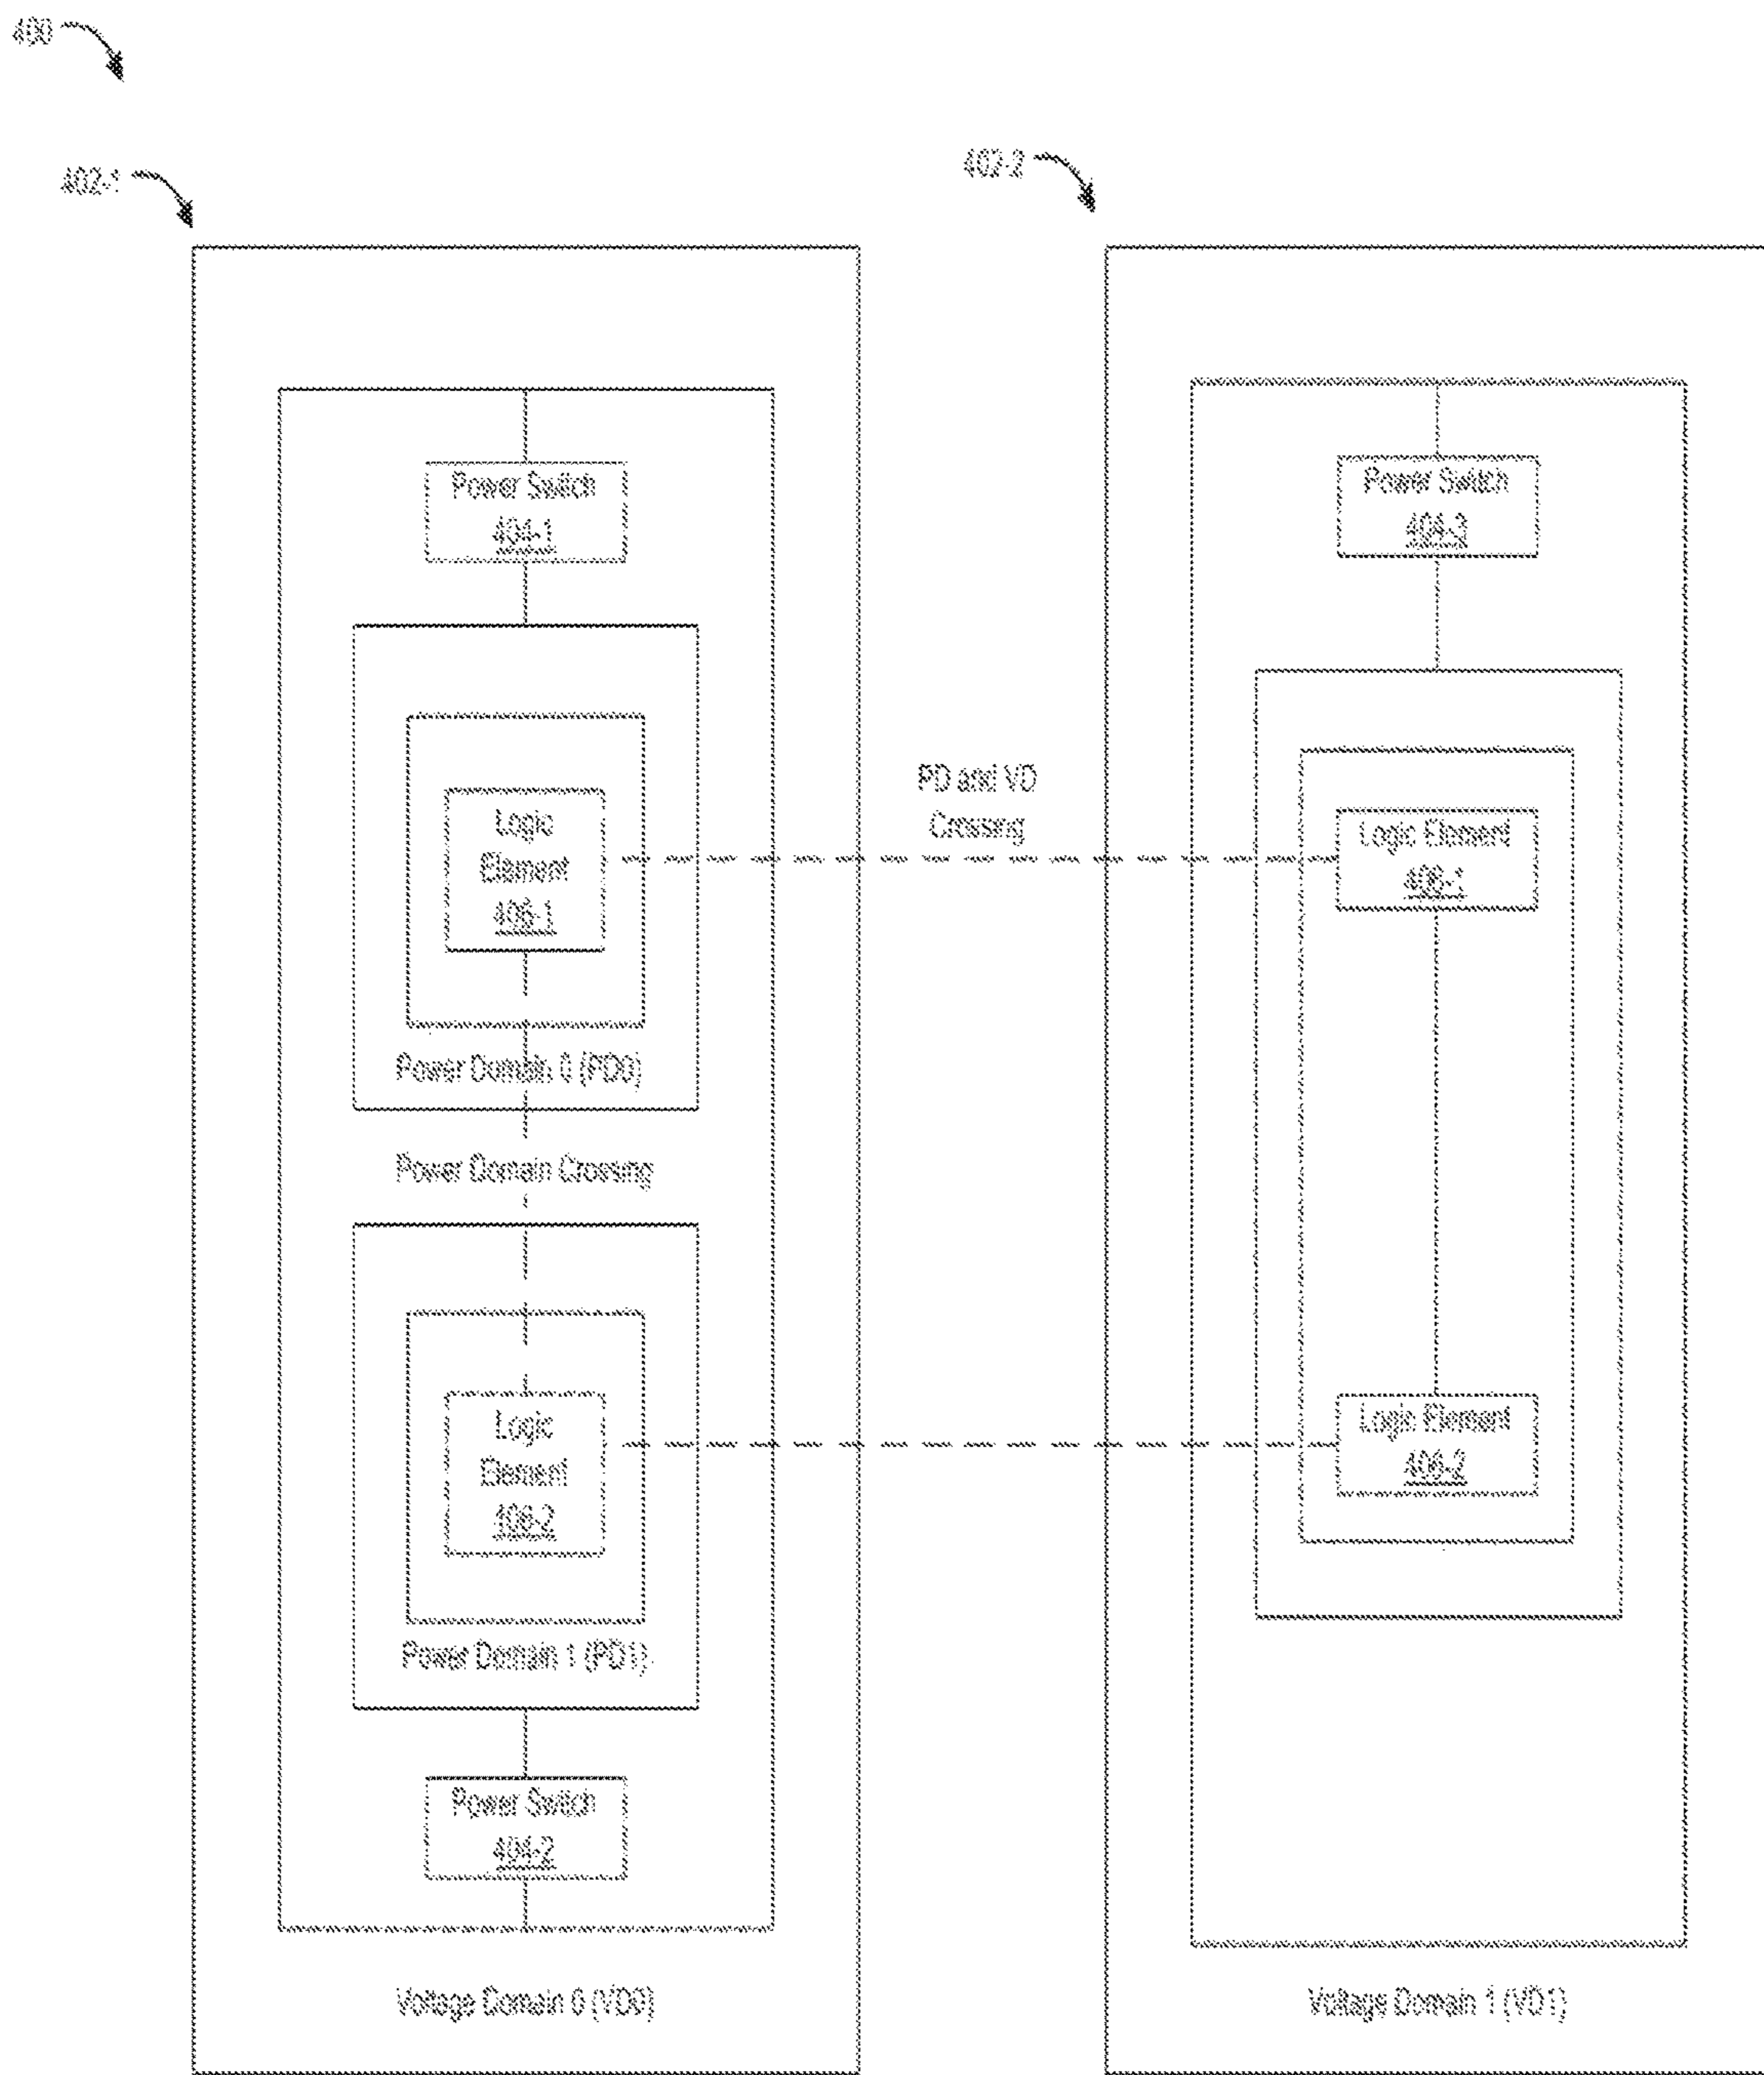 400
402-1
402-2
Power Switch
404-1
Power Switch
404-3
Logic
Element
406-1
PD and VD
Crossing
Logic Element
406-1
Power Domain 0 (PD0)
Power Domain Crossing
Logic
Element
106-2
Logic Element
406-2
Power Domain 1 (PD1)
Power Switch
404-2
Voltage Domain 0 (VD0)
Voltage Domain 1 (VD1)